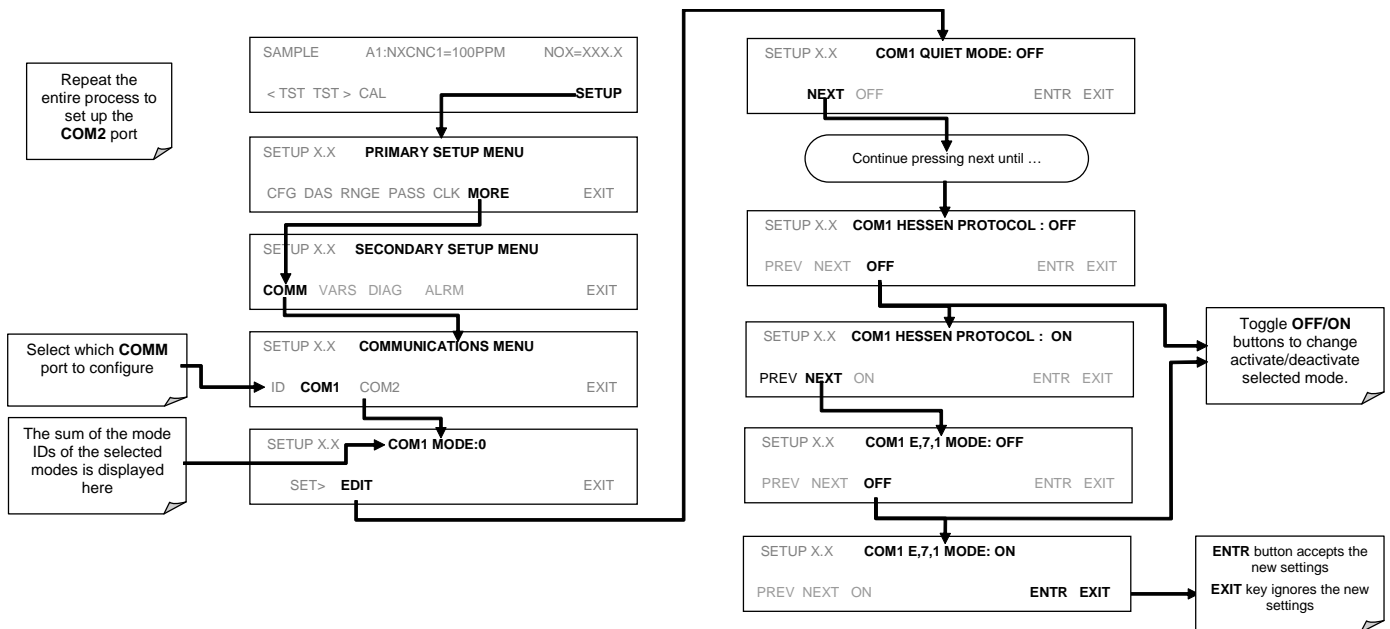 Repeat the
entire process to
set up the
COM2 port
SAMPLE A1:NXCNC1=100PPM NOX=XXX.X
< TST TST > CAL SETUP
SETUP X.X PRIMARY SETUP MENU
CFG DAS RNGE PASS CLK MORE EXIT
SETUP X.X SECONDARY SETUP MENU
COMM VARS DIAG ALRM EXIT
Select which COMM
port to configure
SETUP X.X COMMUNICATIONS MENU
ID COM1 COM2 EXIT
The sum of the mode
IDs of the selected
modes is displayed
here
SETUP X.X COM1 MODE:0
SET> EDIT EXIT
SETUP X.X COM1 QUIET MODE: OFF
NEXT OFF ENTR EXIT
Continue pressing next until …
SETUP X.X COM1 HESSEN PROTOCOL : OFF
PREV NEXT OFF ENTR EXIT
SETUP X.X COM1 HESSEN PROTOCOL : ON
PREV NEXT ON ENTR EXIT
Toggle OFF/ON
buttons to change
activate/deactivate
selected mode.
SETUP X.X COM1 E,7,1 MODE: OFF
PREV NEXT OFF ENTR EXIT
SETUP X.X COM1 E,7,1 MODE: ON
PREV NEXT ON ENTR EXIT
ENTR button accepts the
new settings
EXIT key ignores the new
settings